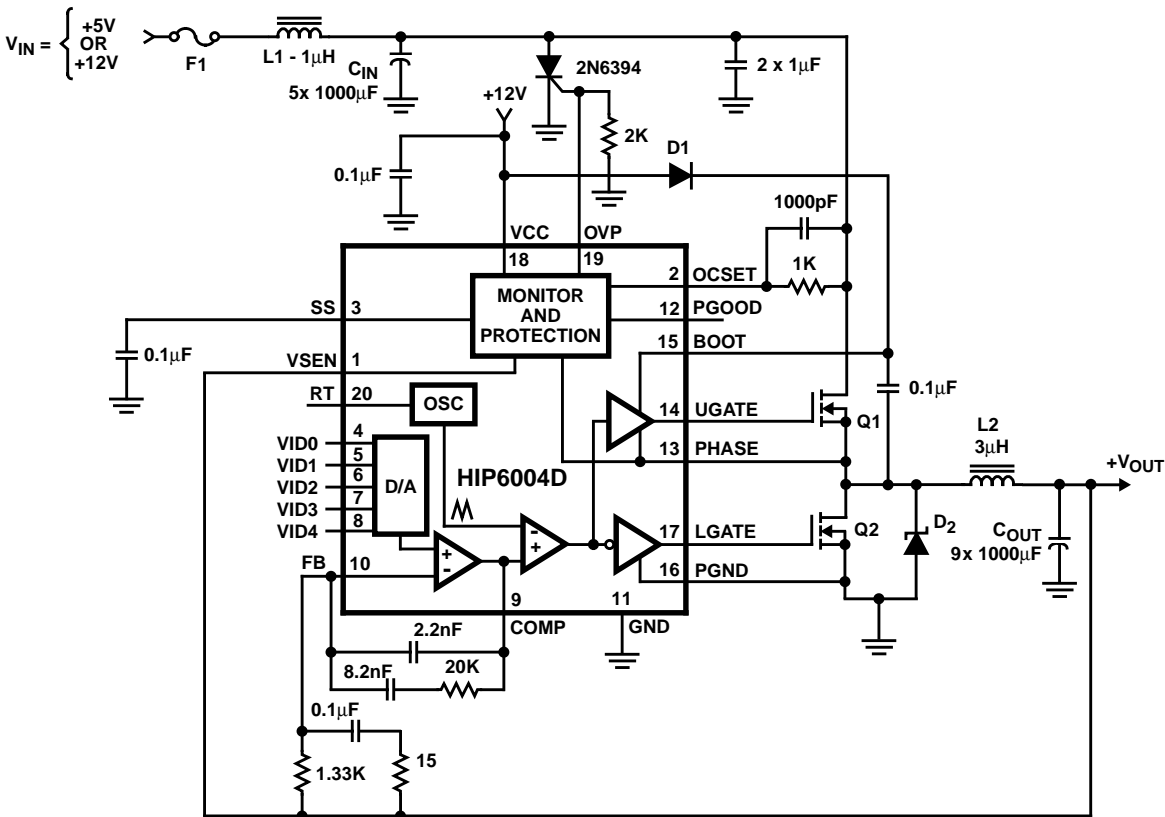 V_IN =
+5V
OR
+12V
F1
L1 - 1µH
C_IN
5x 1000µF
2N6394
2K
2 x 1µF
+12V
0.1µF
D1
1000pF
1K
VCC
18
OVP
19
MONITOR
AND
PROTECTION
2
OCSET
12
PGOOD
15
BOOT
SS
3
0.1µF
VSEN
1
RT
20
OSC
0.1µF
14
UGATE
Q1
13
PHASE
VID0
4
VID1
5
VID2
6
VID3
7
VID4
8
D/A
HIP6004D
L2
3µH
+V_OUT
+
-
-
+
17
LGATE
Q2
D_2
C_OUT
9x 1000µF
16
PGND
FB
10
9
COMP
11
GND
2.2nF
8.2nF
20K
0.1µF
1.33K
15